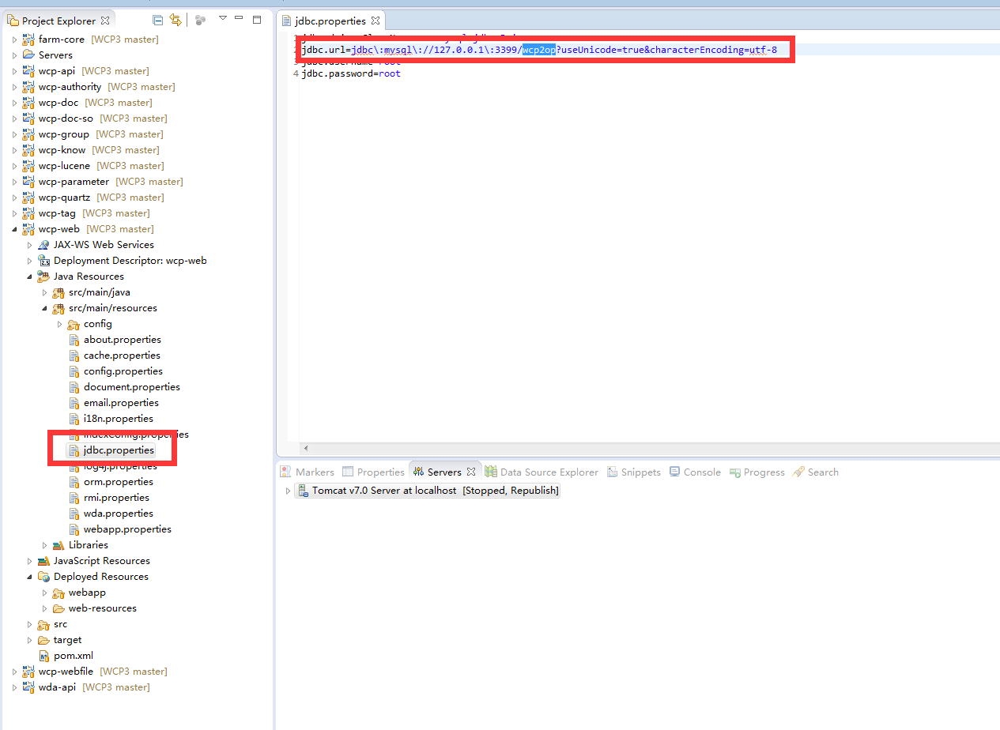 Project Explorer
farm-core [WCP3 master]
Servers
wcp-api [WCP3 master]
wcp-authority [WCP3 master]
wcp-doc [WCP3 master]
wcp-doc-so [WCP3 master]
wcp-group [WCP3 master]
wcp-know [WCP3 master]
wcp-lucene [WCP3 master]
wcp-parameter [WCP3 master]
wcp-quartz [WCP3 master]
wcp-tag [WCP3 master]
wcp-web [WCP3 master]
JAX-WS Web Services
Deployment Descriptor: wcp-web
Java Resources
src/main/java
src/main/resources
config
about.properties
cache.properties
config.properties
document.properties
email.properties
i18n.properties
indexConfig.properties
jdbc.properties
log4j.properties
orm.properties
rmi.properties
wda.properties
webapp.properties
Libraries
JavaScript Resources
Deployed Resources
webapp
web-resources
src
target
pom.xml
wcp-webfile [WCP3 master]
wda-api [WCP3 master]
jdbc.properties
jdbc.url=jdbc\:mysql\://127.0.0.1\:3399/wcp2op?useUnicode=true&characterEncoding=utf-8
jdbc.username=root
4 jdbc.password=root
Markers Properties Servers Data Source Explorer Snippets Console Progress Search
Tomcat v7.0 Server at localhost [Stopped, Republish]